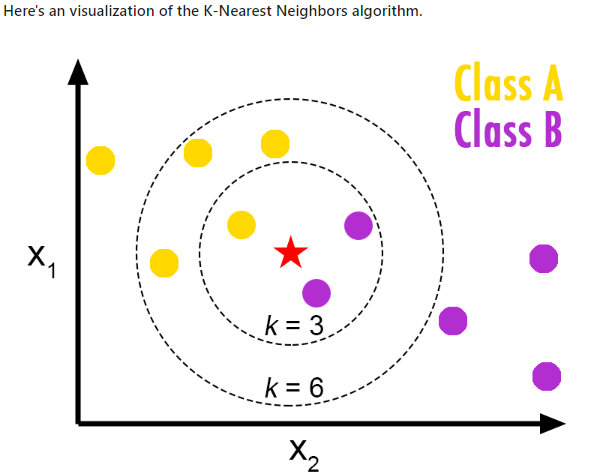 Here's an visualization of the K-Nearest Neighbors algorithm.
Class A
Class B
x1
k = 3
k = 6
x2